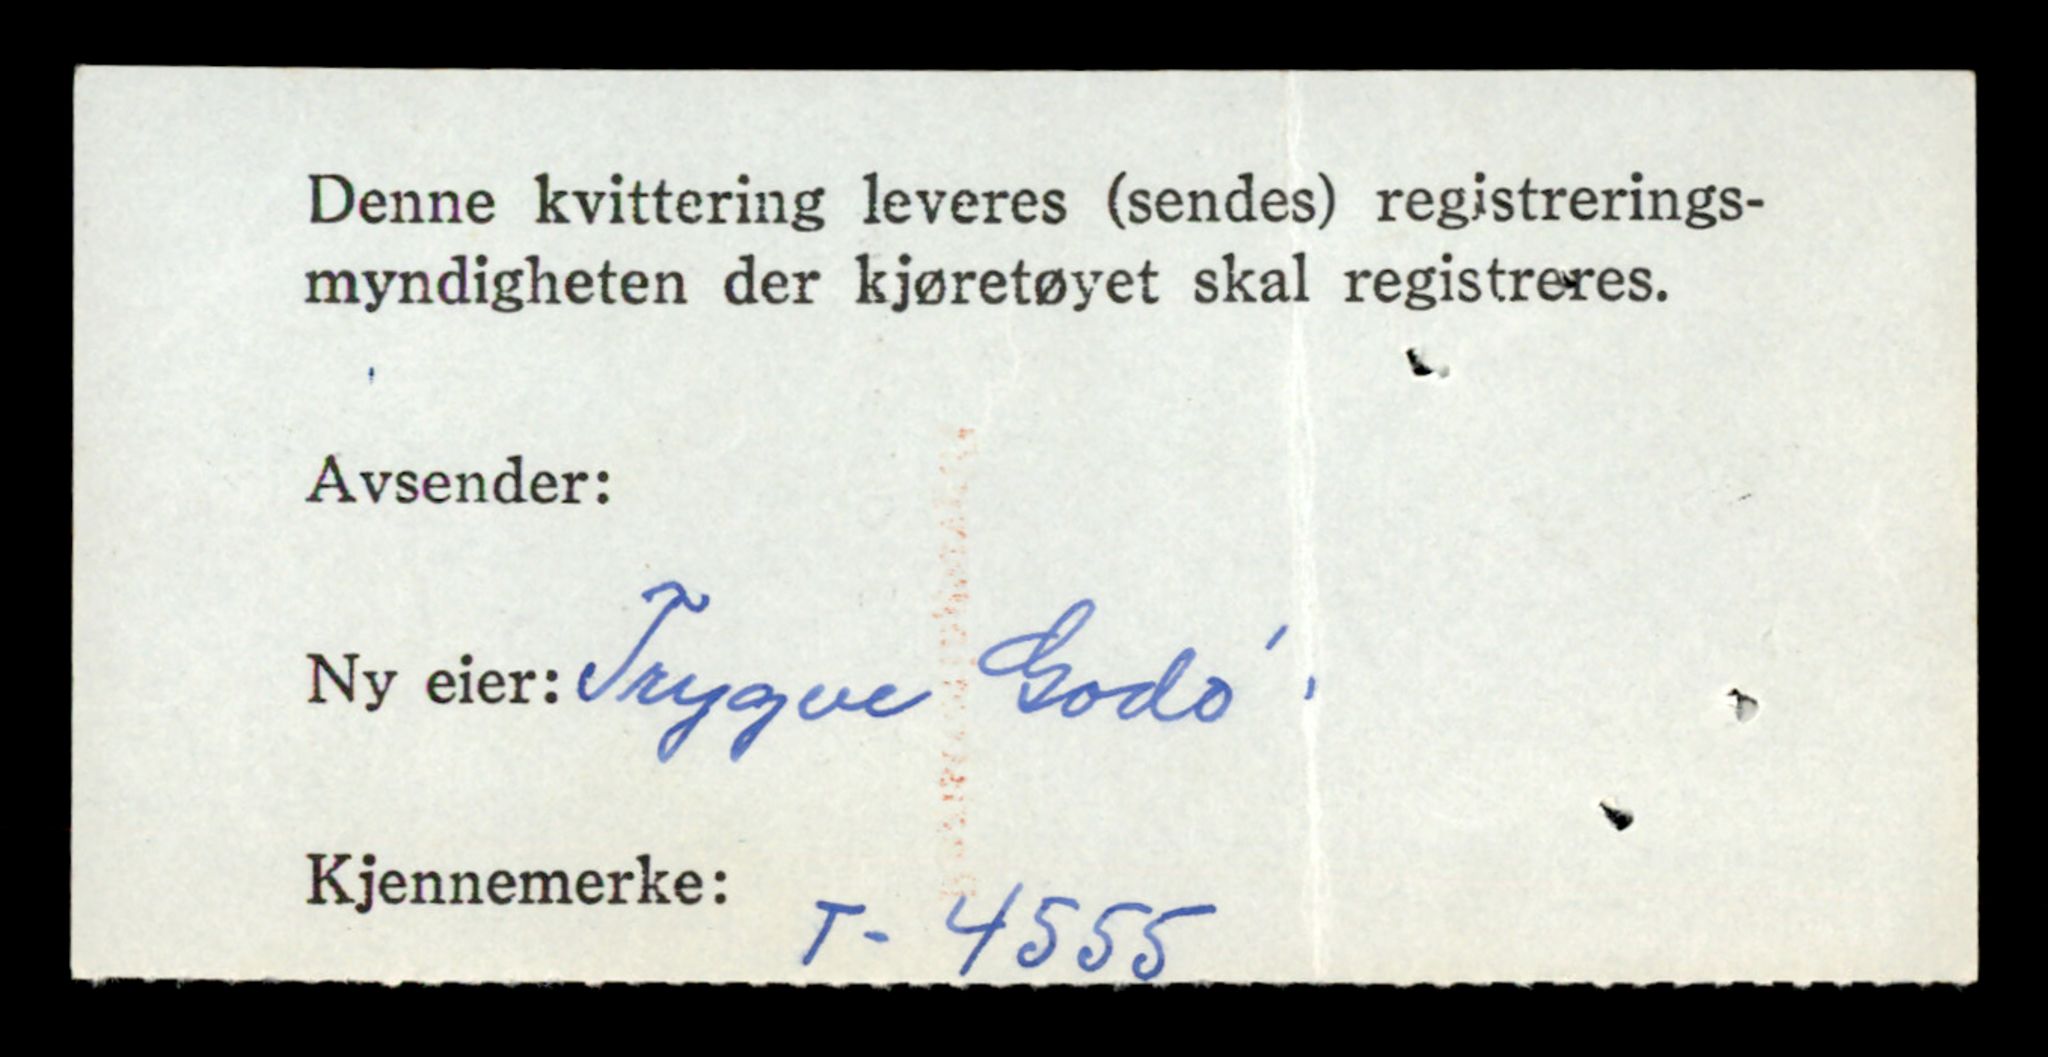 Denne kvittering leveres (sendes) registrerings-
myndigheten der kjøretøyet skal registreres.
Avsender:
Ny eier: Trygve Godø
Kjennemerke: T- 4555